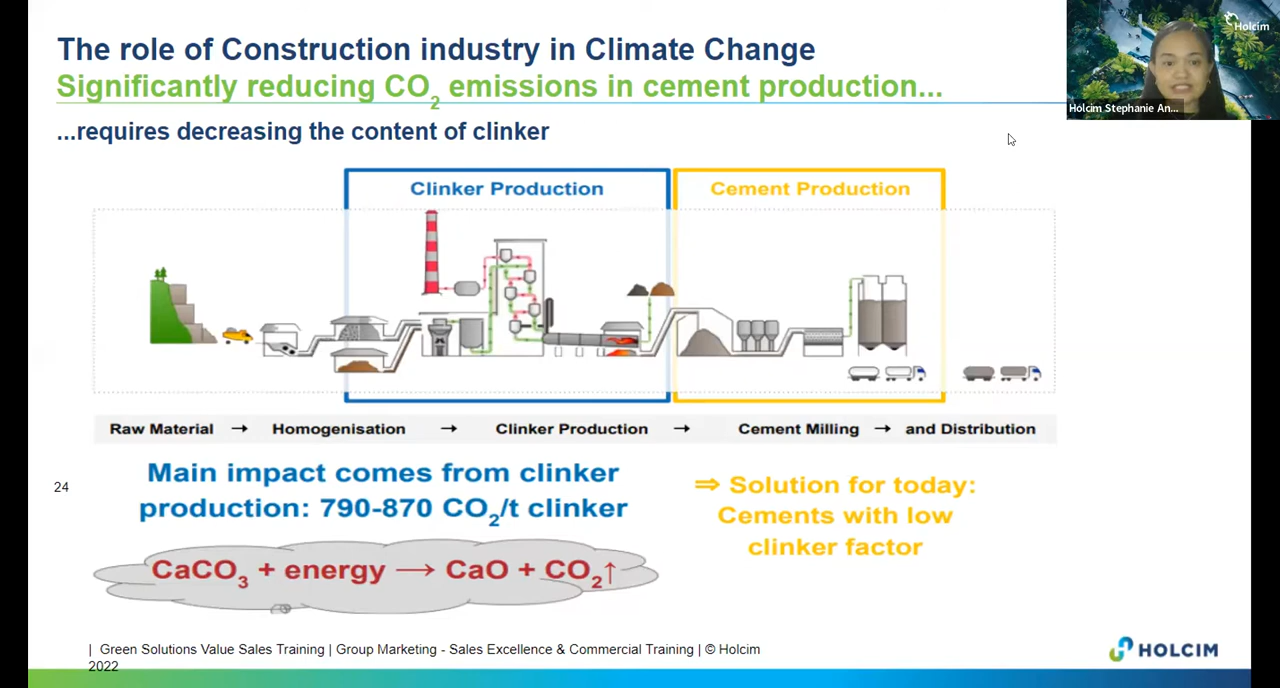 The role of Construction industry in Climate Change
Significantly reducing CO2 emissions in cement production...
...requires decreasing the content of clinker
Holcim
Holcim Stephanie An...
Clinker Production
Cement Production
Raw Material → Homogenisation → Clinker Production → Cement Milling → and Distribution
Main impact comes from clinker
production: 790-870 CO2/t clinker
⇒ Solution for today:
Cements with low
clinker factor
24
CaCO3 + energy → CaO + CO2↑
| Green Solutions Value Sales Training | Group Marketing - Sales Excellence & Commercial Training | © Holcim
2022
HOLCIM